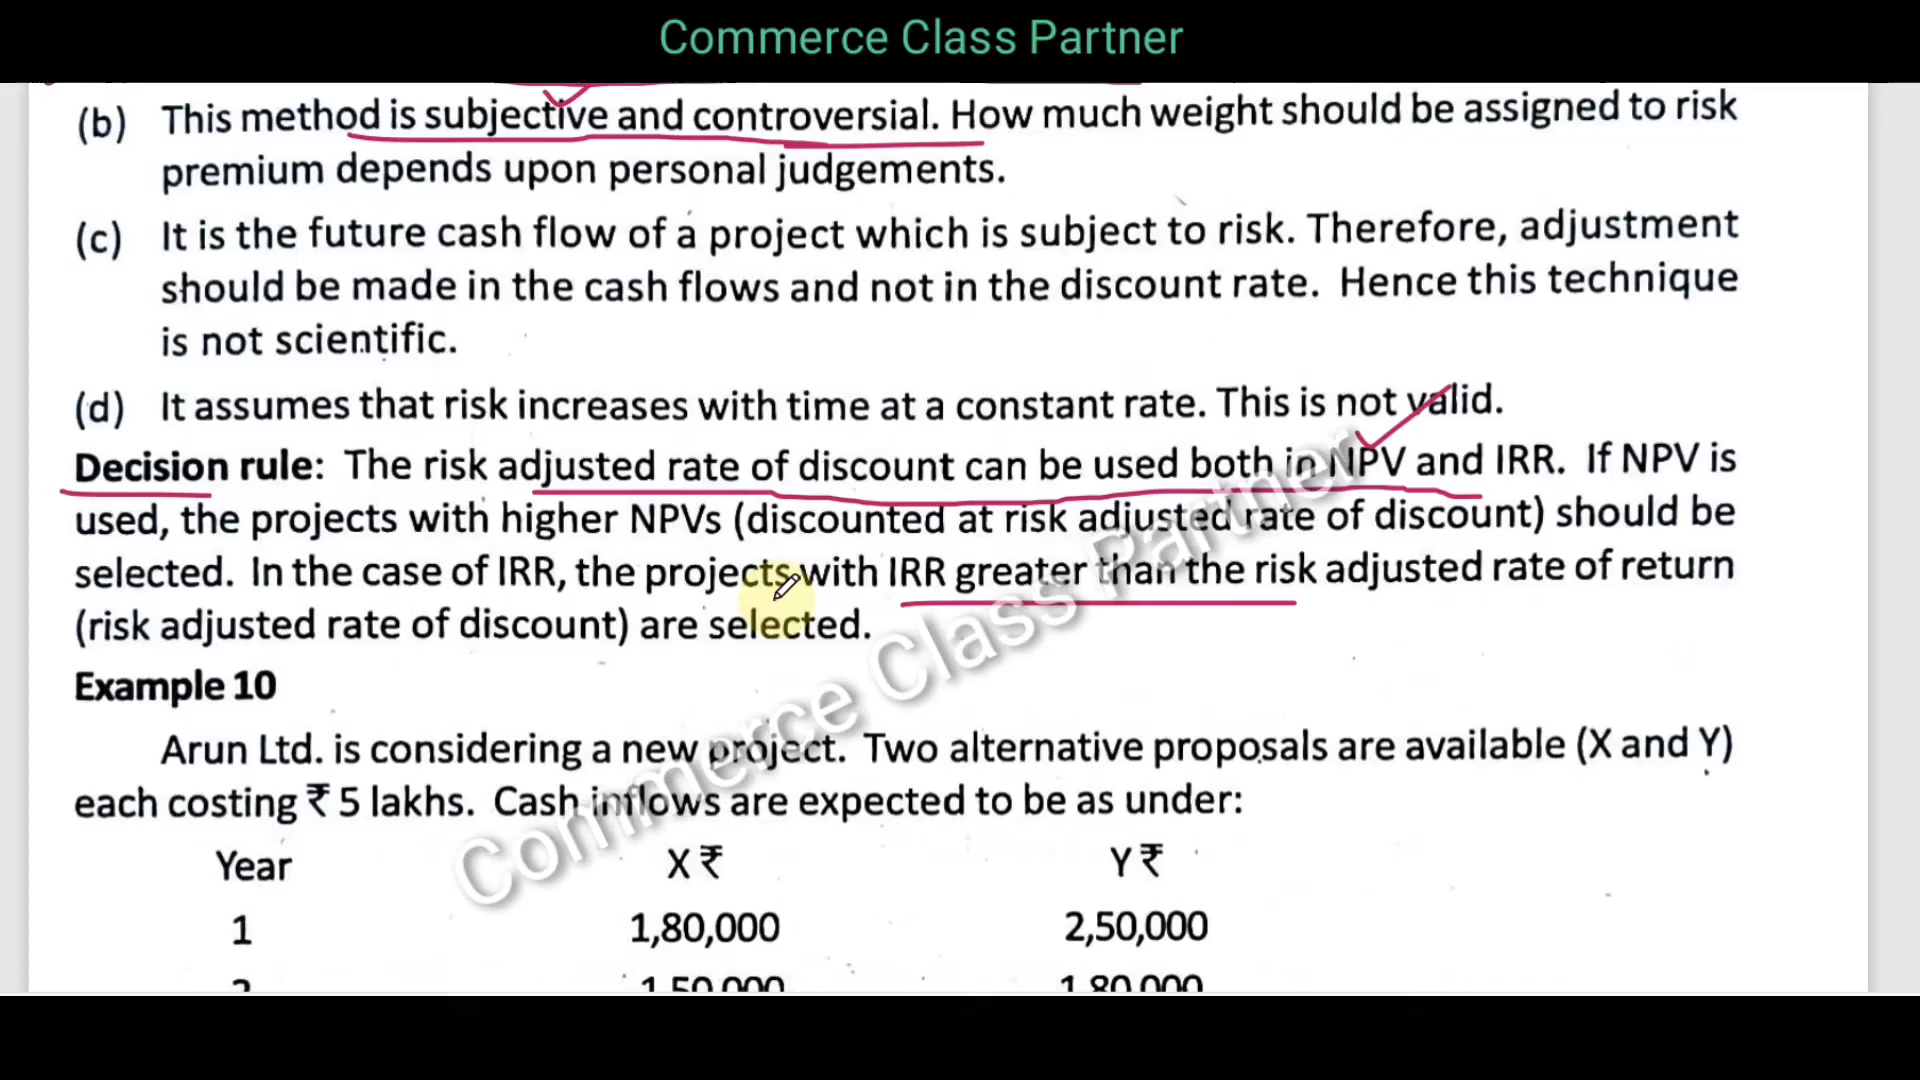 Commerce Class Partner
(b) This method is subjective and controversial. How much weight should be assigned to risk
premium depends upon personal judgements.
(c) It is the future cash flow of a project which is subject to risk. Therefore, adjustment
should be made in the cash flows and not in the discount rate. Hence this technique
is not scientific.
(d) It assumes that risk increases with time at a constant rate. This is not valid.
Decision rule: The risk adjusted rate of discount can be used both in NPV and IRR. If NPV is
used, the projects with higher NPVs (discounted at risk adjusted rate of discount) should be
selected. In the case of IRR, the projects with IRR greater than the risk adjusted rate of return
(risk adjusted rate of discount) are selected.
Example 10
Arun Ltd. is considering a new project. Two alternative proposals are available (X and Y)
each costing ₹ 5 lakhs. Cash inflows are expected to be as under:
Year X ₹ Y ₹
1 1,80,000 2,50,000
2 1,50,000 1,80,000
Commerce Class Partner